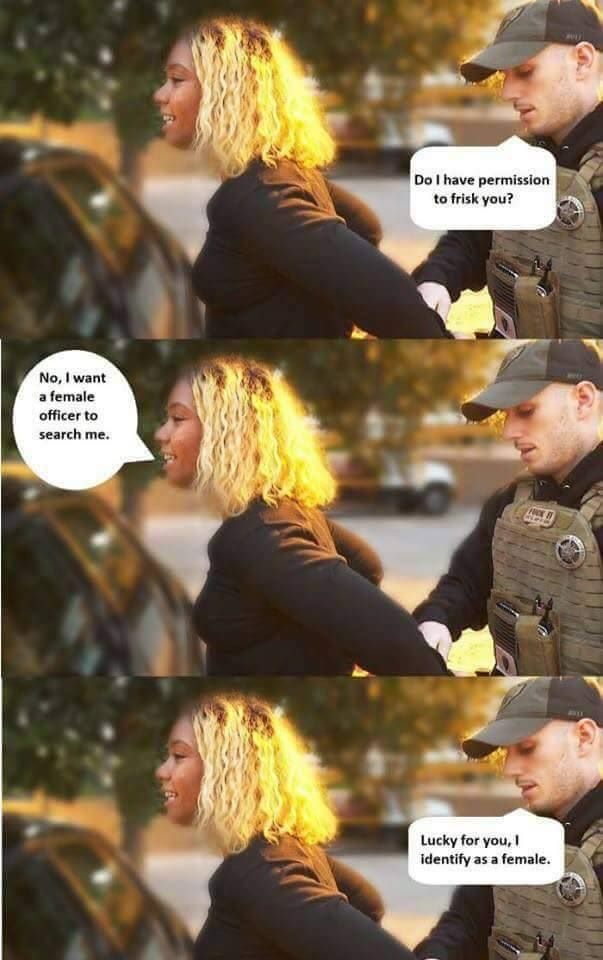 Do I have permission
to frisk you?
No, I want
a female
officer to
search me.
Lucky for you, I
identify as a female.